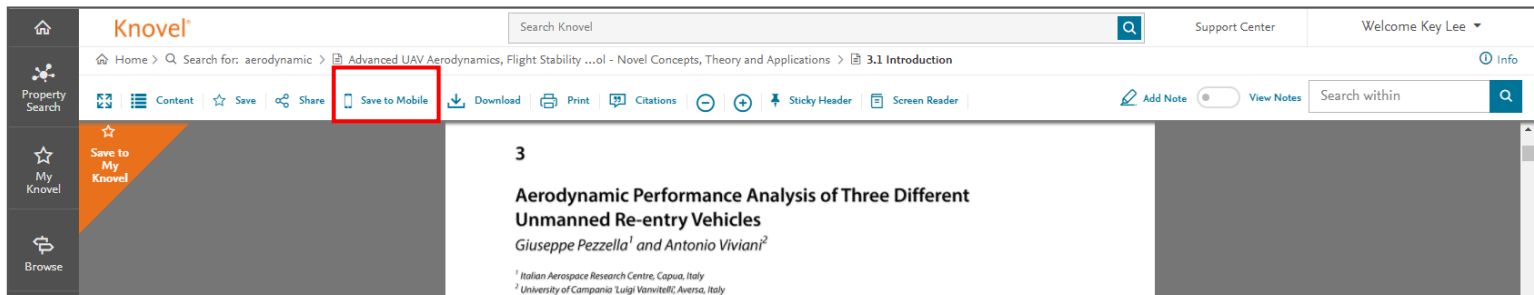 Knovel®
Search Knovel
Support Center
Welcome Key Lee
Home > Search for: aerodynamic > Advanced UAV Aerodynamics, Flight Stability ...ol - Novel Concepts, Theory and Applications > 3.1 Introduction
Info
Property
Search
Content Save Share Save to Mobile Download Print Citations Sticky Header Screen Reader
Add Note View Notes Search within
Save to
My
Knovel
My
Knovel
Browse
3
Aerodynamic Performance Analysis of Three Different
Unmanned Re-entry Vehicles
Giuseppe Pezzella1 and Antonio Viviani2
1 Italian Aerospace Research Centre, Capua, Italy
2 University of Campania 'Luigi Vanvitelli', Aversa, Italy